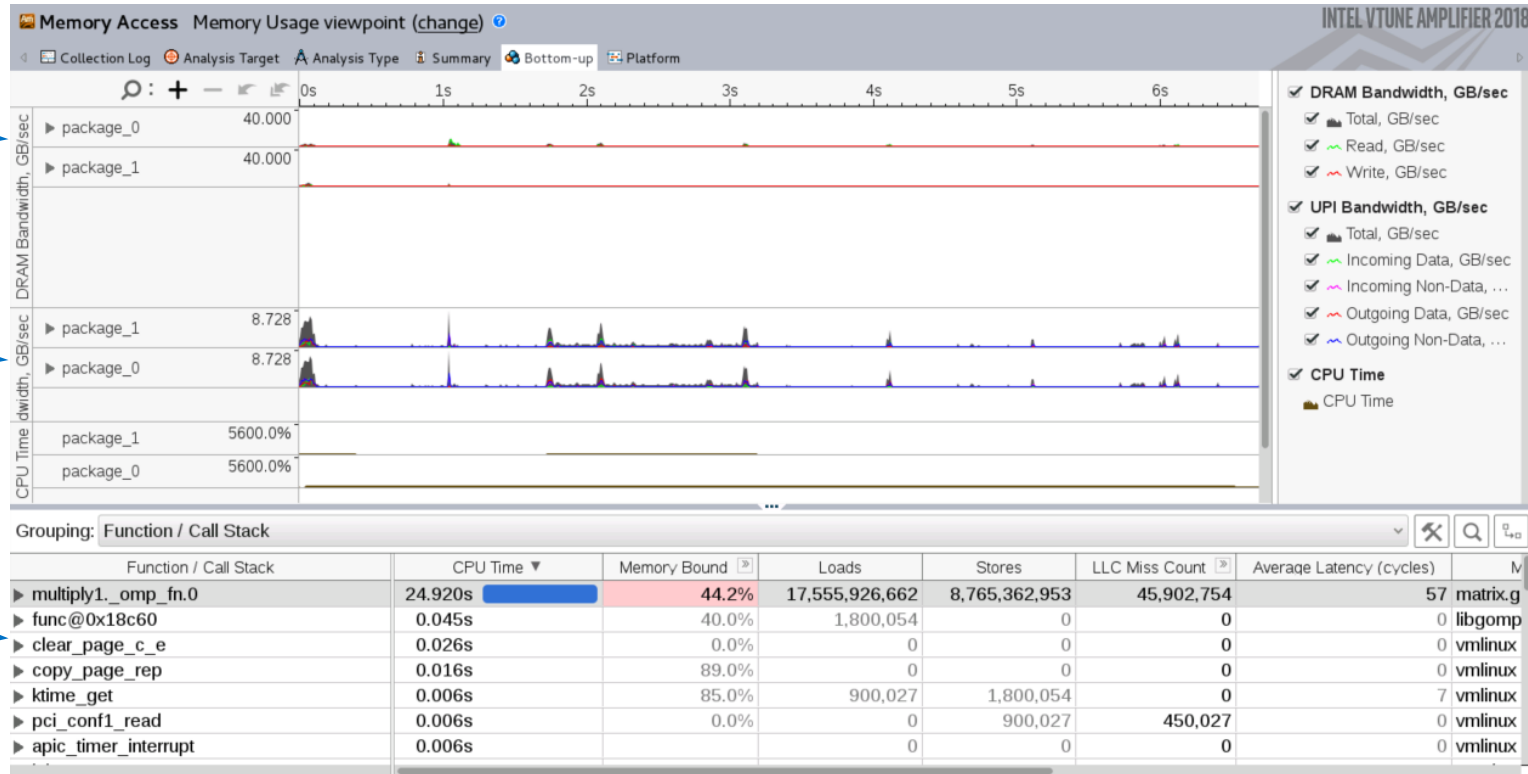 Memory Access Memory Usage viewpoint (change) ?
INTEL VTUNE AMPLIFIER 2018
Collection Log Analysis Target Analysis Type Summary Bottom-up Platform
0s 1s 2s 3s 4s 5s 6s
DRAM Bandwidth, GB/sec
package_0 40.000
package_1 40.000
dwidth, GB/sec
package_1 8.728
package_0 8.728
CPU Time
package_1 5600.0%
package_0 5600.0%
DRAM Bandwidth, GB/sec
Total, GB/sec
Read, GB/sec
Write, GB/sec
UPI Bandwidth, GB/sec
Total, GB/sec
Incoming Data, GB/sec
Incoming Non-Data, ...
Outgoing Data, GB/sec
Outgoing Non-Data, ...
CPU Time
CPU Time
Grouping: Function / Call Stack
Function / Call Stack CPU Time Memory Bound Loads Stores LLC Miss Count Average Latency (cycles) M
multiply1._omp_fn.0 24.920s 44.2% 17,555,926,662 8,765,362,953 45,902,754 57 matrix.g
func@0x18c60 0.045s 40.0% 1,800,054 0 0 0 libgomp
clear_page_c_e 0.026s 0.0% 0 0 0 0 vmlinux
copy_page_rep 0.016s 89.0% 0 0 0 0 vmlinux
ktime_get 0.006s 85.0% 900,027 1,800,054 0 7 vmlinux
pci_conf1_read 0.006s 0.0% 0 900,027 450,027 0 vmlinux
apic_timer_interrupt 0.006s 0 0 0 0 vmlinux